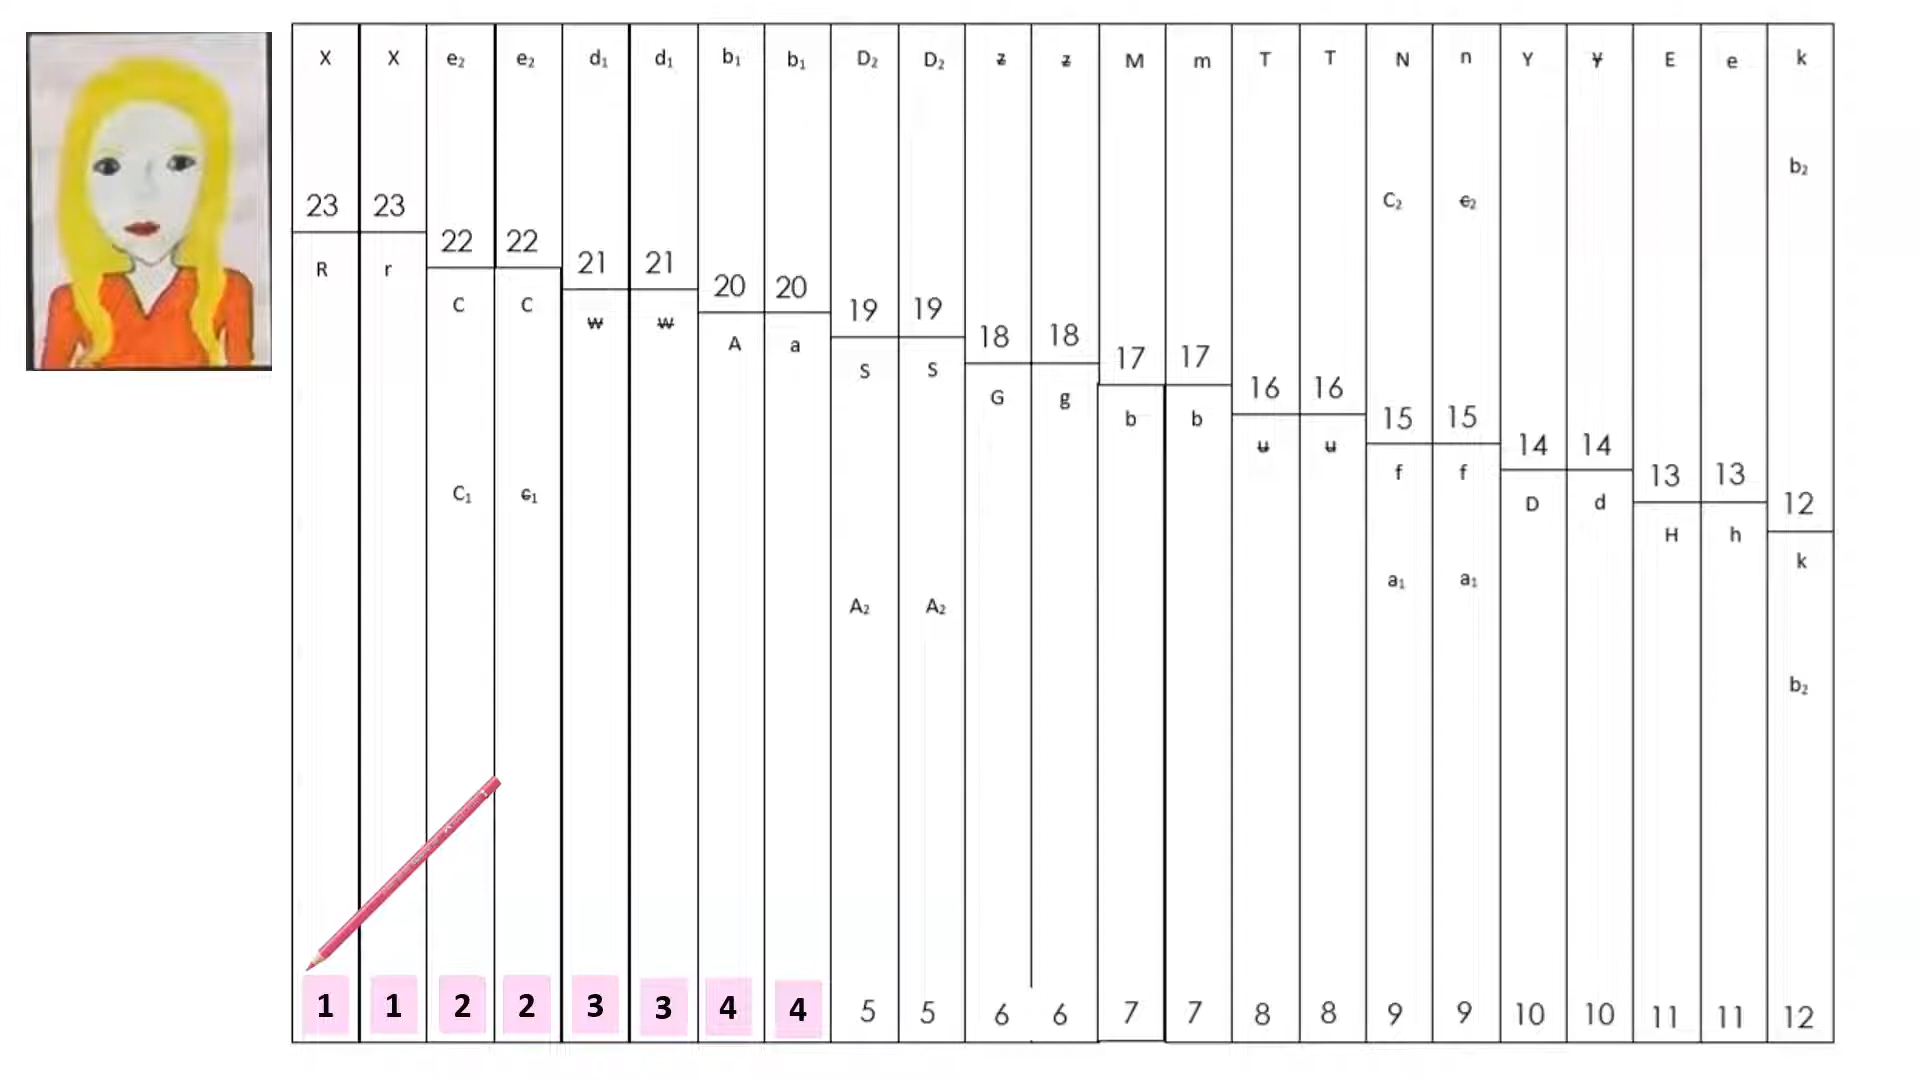 X X e₂ e₂ d₁ d₁ b₁ b₁ D₂ D₂ ƶ ƶ M m T T N n Y ɏ E e k
b₂
C₂ ꞓ₂
23 23
22 22
R r
21 21
20 20
C C
19 19
w̶ w̶
18 18
A a
17 17
S S
16 16
G g
15 15
b b
14 14
u̶ u̶
13 13
f f
C₁ ꞓ₁
12
D d
H h
k
a₁ a₁
A₂ A₂
b₂
1 1 2 2 3 3 4 4 5 5 6 6 7 7 8 8 9 9 10 10 11 11 12